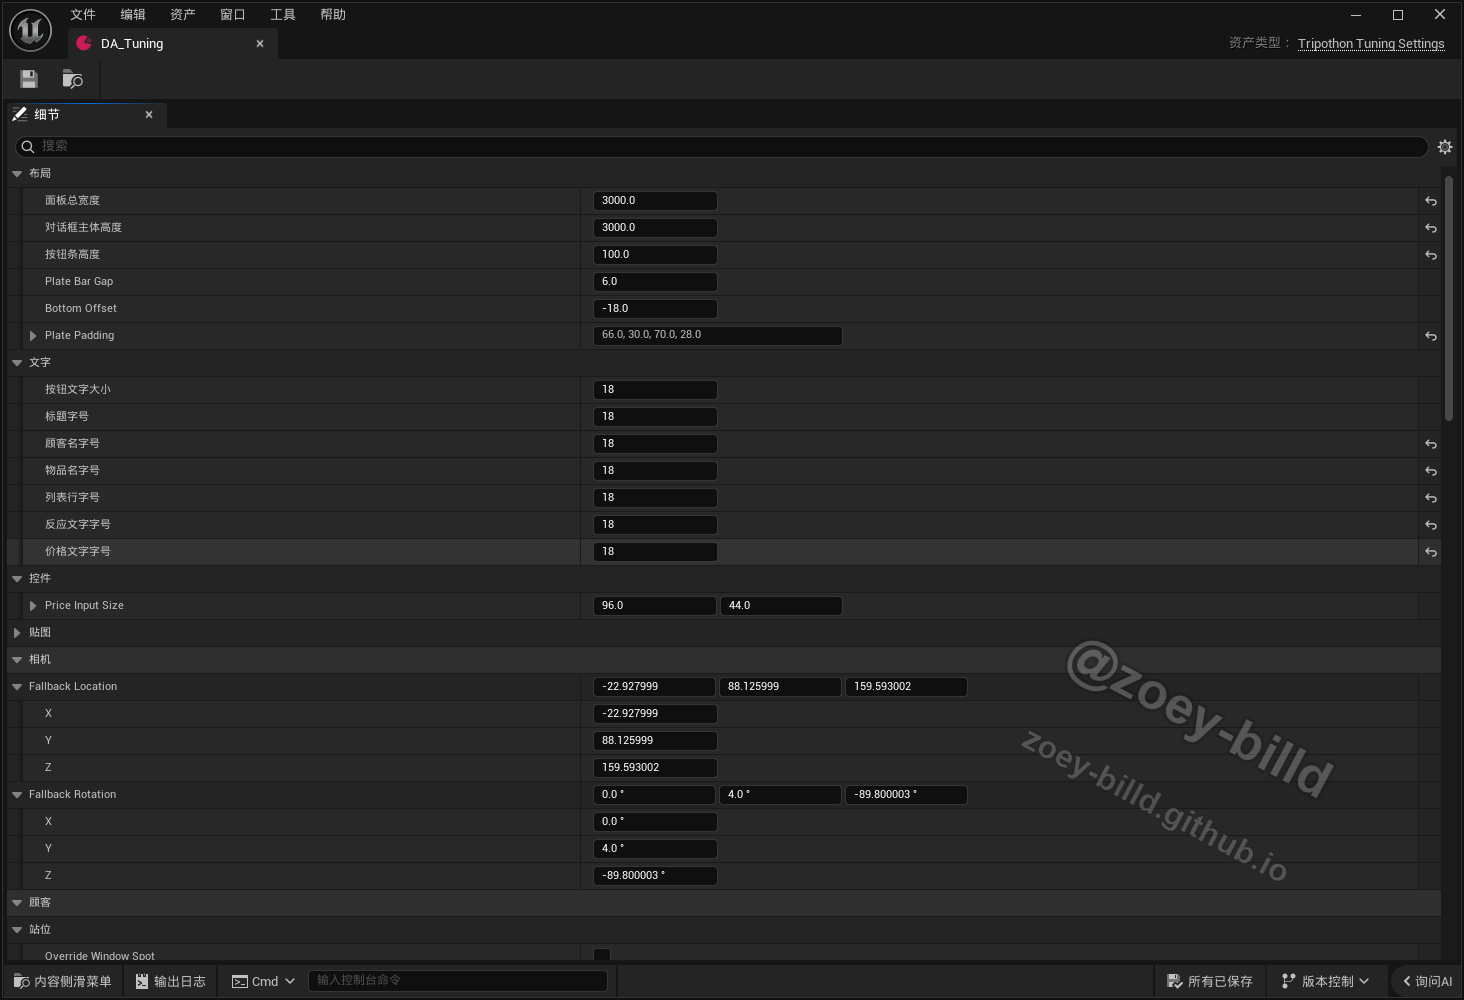 文件 编辑 资产 窗口 工具 帮助
DA_Tuning
资产类型： Tripothon Tuning Settings
细节
搜索
布局
面板总宽度 3000.0
对话框主体高度 3000.0
按钮条高度 100.0
Plate Bar Gap 6.0
Bottom Offset -18.0
Plate Padding 66.0, 30.0, 70.0, 28.0
文字
按钮文字大小 18
标题字号 18
顾客名字号 18
物品名字号 18
列表行字号 18
反应文字字号 18
价格文字字号 18
控件
Price Input Size 96.0 44.0
贴图
相机
Fallback Location -22.927999 88.125999 159.593002
X -22.927999
Y 88.125999
Z 159.593002
Fallback Rotation 0.0 ° 4.0 ° -89.800003 °
X 0.0 °
Y 4.0 °
Z -89.800003 °
顾客
站位
Override Window Spot
@zoey-billd
zoey-billd.github.io
内容侧滑菜单 输出日志 Cmd 输入控制台命令 所有已保存 版本控制 询问AI